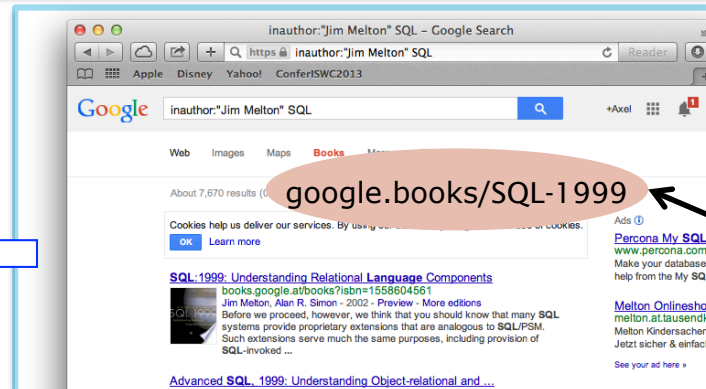 inauthor:"Jim Melton" SQL – Google Search
https inauthor:"Jim Melton" SQL
Reader
Apple Disney Yahoo! ConferISWC2013
Google inauthor:"Jim Melton" SQL +Axel 1
Web Images Maps Books
google.books/SQL-1999
About 7,670 results
Cookies help us deliver our services. By using our cookies.
OK Learn more
Ads
Percona My SQL
www.percona.com
Make your database
help from the My SQ
SQL:1999: Understanding Relational Language Components
books.google.at/books?isbn=1558604561
Jim Melton, Alan R. Simon - 2002 - Preview - More editions
Before we proceed, however, we think that you should know that many SQL
systems provide proprietary extensions that are analogous to SQL/PSM.
Such extensions serve much the same purposes, including provision of
SQL-invoked ...
SQL 1999
Melton Onlinesho
melton.at.tausendk
Melton Kindersacher
Jetzt sicher & einfac
See your ad here »
Advanced SQL, 1999: Understanding Object-relational and ...